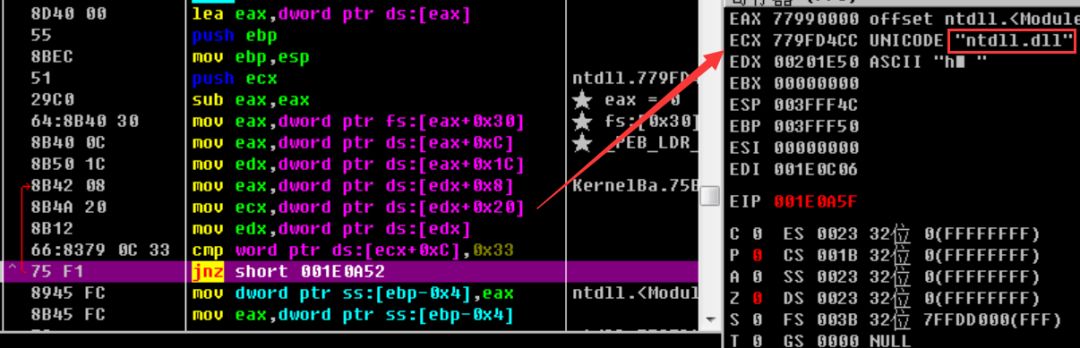 8D40 00 lea eax,dword ptr ds:[eax]
55 push ebp
8BEC mov ebp,esp
51 push ecx ntdll.779FD4
29C0 sub eax,eax ★ eax = 0
64:8B40 30 mov eax,dword ptr fs:[eax+0x30] ★ fs:[0x30]
8B40 0C mov eax,dword ptr ds:[eax+0xC] ★ _PEB_LDR_
8B50 1C mov edx,dword ptr ds:[eax+0x1C]
8B42 08 mov eax,dword ptr ds:[edx+0x8] KernelBa.75B
8B4A 20 mov ecx,dword ptr ds:[edx+0x20]
8B12 mov edx,dword ptr ds:[edx]
66:8379 0C 33 cmp word ptr ds:[ecx+0xC],0x33
^ 75 F1 jnz short 001E0A52
8945 FC mov dword ptr ss:[ebp-0x4],eax ntdll.<Modul
8B45 FC mov eax,dword ptr ss:[ebp-0x4]
EAX 77990000 offset ntdll.<Module
ECX 779FD4CC UNICODE "ntdll.dll"
EDX 00201E50 ASCII "h "
EBX 00000000
ESP 003FFF4C
EBP 003FFF50
ESI 00000000
EDI 001E0C06
EIP 001E0A5F
C 0 ES 0023 32位 0(FFFFFFFF)
P 0 CS 001B 32位 0(FFFFFFFF)
A 0 SS 0023 32位 0(FFFFFFFF)
Z 0 DS 0023 32位 0(FFFFFFFF)
S 0 FS 003B 32位 7FFDD000(FFF)
T 0 GS 0000 NULL